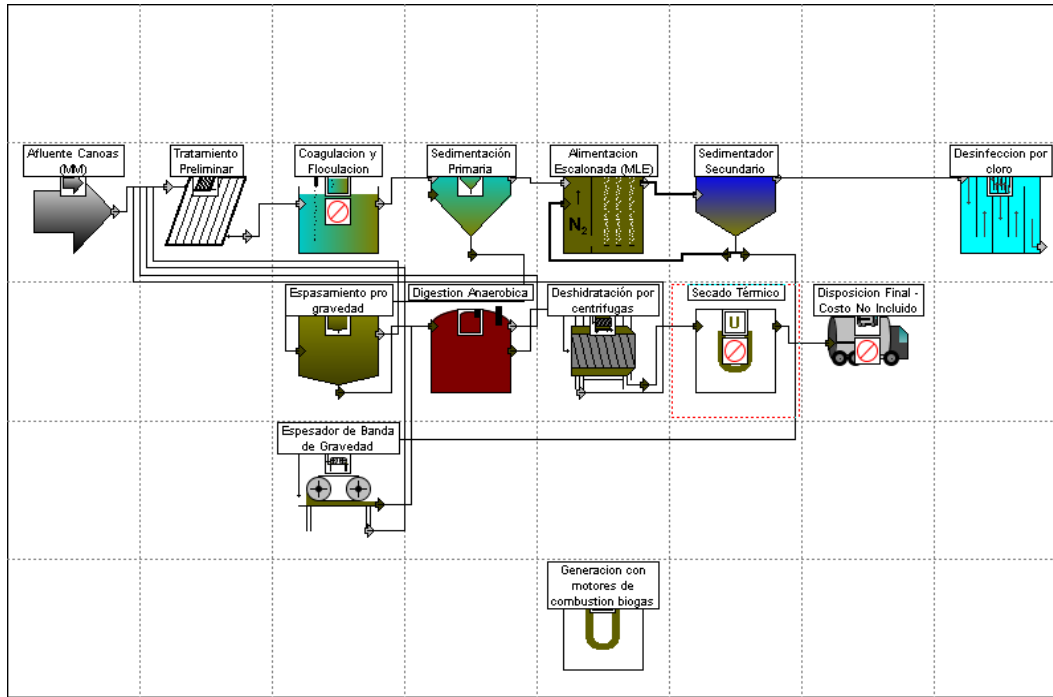 Afluente Canoas
(MM)
Tratamiento
Preliminar
Coagulacion y
Floculacion
Sedimentación
Primaria
Alimentacion
Escalonada (MLE)
Sedimentador
Secundario
Desinfeccion por
cloro
N2
Espasamiento pro
gravedad
Digestion Anaerobica
Deshidratación por
centrifugas
Secado Térmico
U
Disposicion Final -
Costo No Incluido
Espesador de Banda
de Gravedad
Generacion con
motores de
combustion biogas